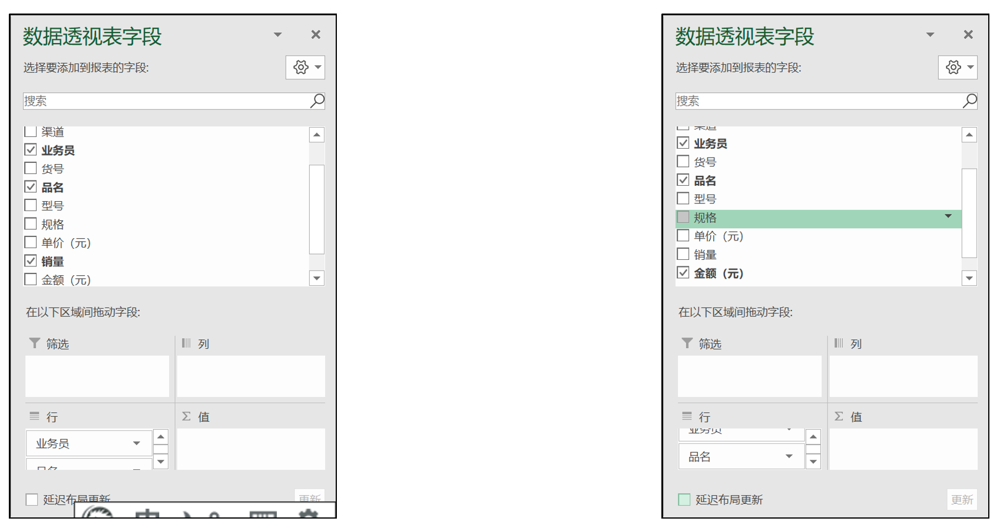 数据透视表字段
选择要添加到报表的字段:
搜索
渠道
业务员
货号
品名
型号
规格
单价（元）
销量
金额（元）
在以下区域间拖动字段:
筛选
列
行
值
业务员
品名
延迟布局更新
更新
数据透视表字段
选择要添加到报表的字段:
搜索
渠道
业务员
货号
品名
型号
规格
单价（元）
销量
金额（元）
在以下区域间拖动字段:
筛选
列
行
值
业务员
品名
延迟布局更新
更新